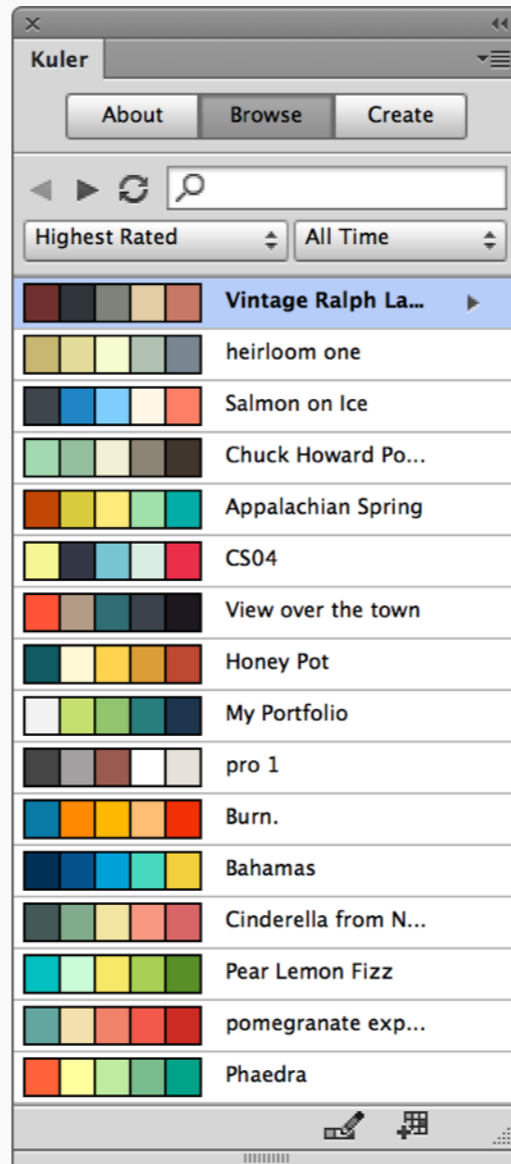 Kuler
About Browse Create
Highest Rated All Time
Vintage Ralph La...
heirloom one
Salmon on Ice
Chuck Howard Po...
Appalachian Spring
CS04
View over the town
Honey Pot
My Portfolio
pro 1
Burn.
Bahamas
Cinderella from N...
Pear Lemon Fizz
pomegranate exp...
Phaedra